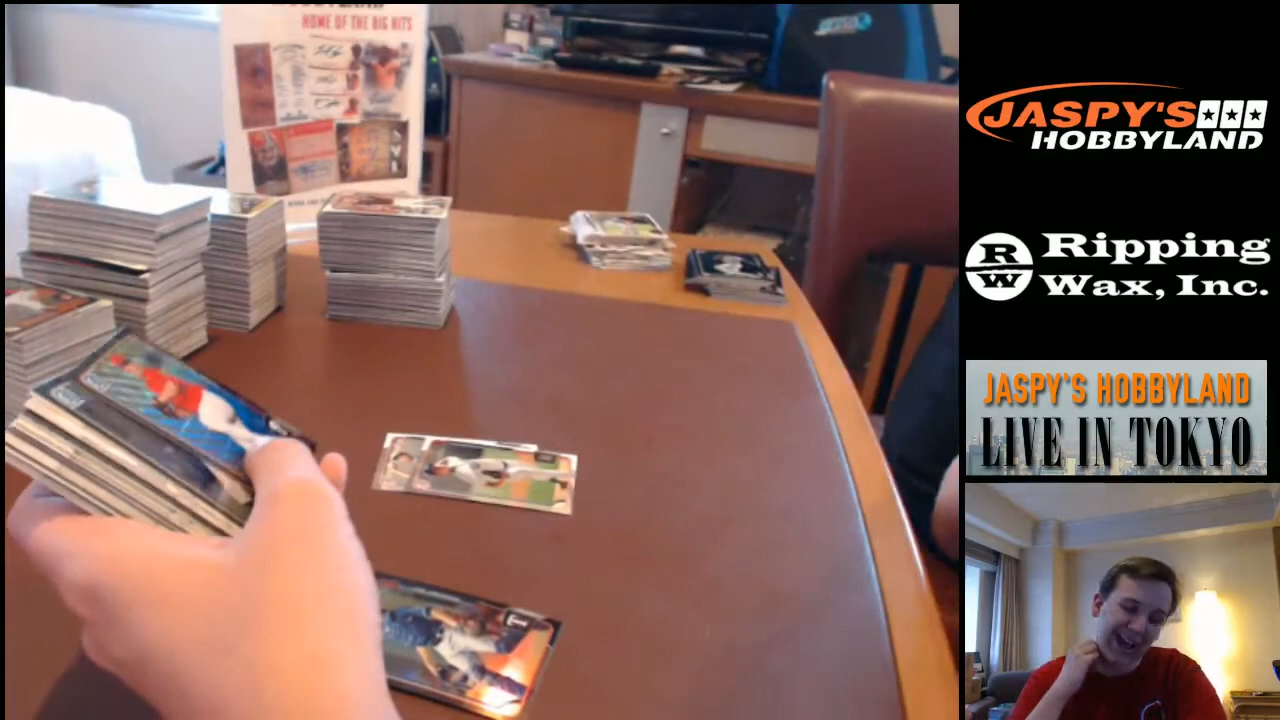 HOME OF THE BIG HITS
JASPY'S
HOBBYLAND
R
W
Ripping
Wax, Inc.
JASPY'S HOBBYLAND
LIVE IN TOKYO